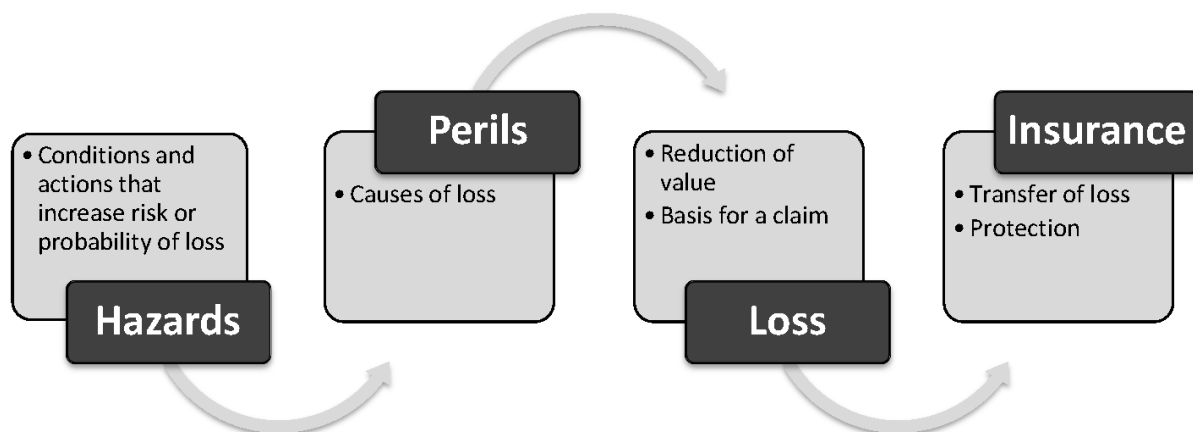 • Conditions and
actions that
increase risk or
probability of loss
Hazards
Perils
• Causes of loss
• Reduction of
value
• Basis for a claim
Loss
Insurance
• Transfer of loss
• Protection